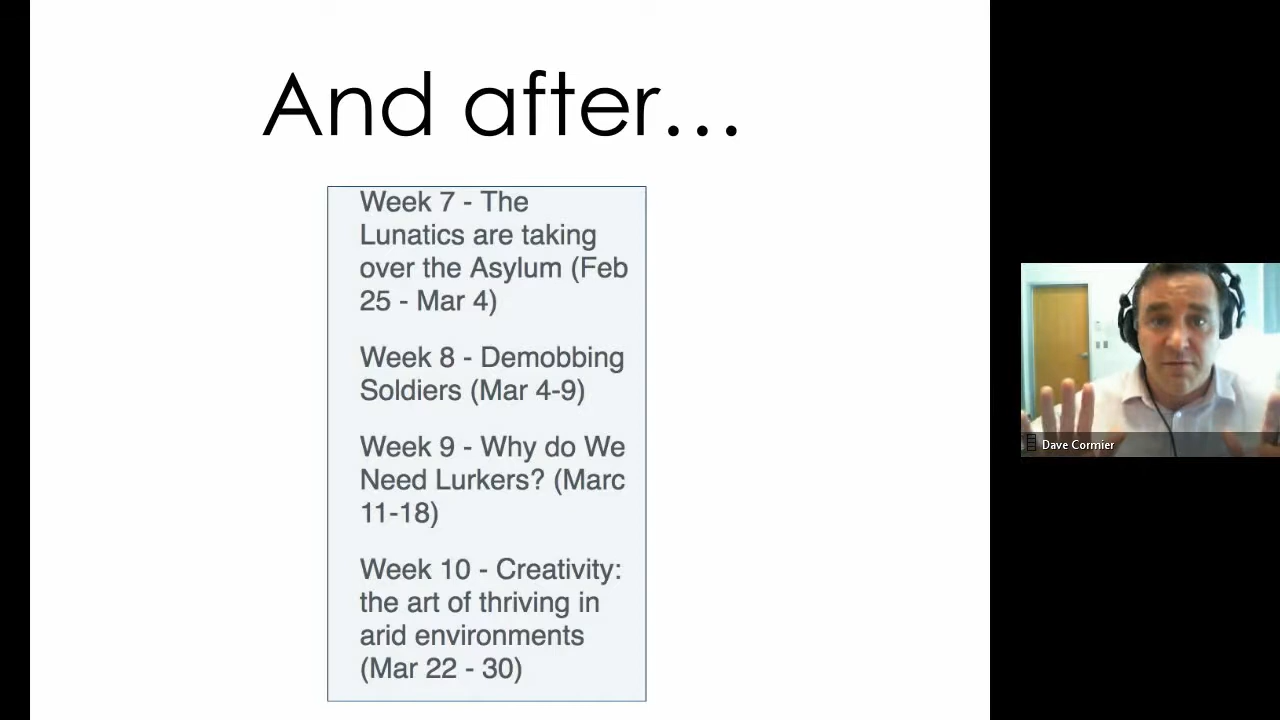 And after...
Week 7 - The
Lunatics are taking
over the Asylum (Feb
25 - Mar 4)
Week 8 - Demobbing
Soldiers (Mar 4-9)
Week 9 - Why do We
Need Lurkers? (Marc
11-18)
Week 10 - Creativity:
the art of thriving in
arid environments
(Mar 22 - 30)
Dave Cormier